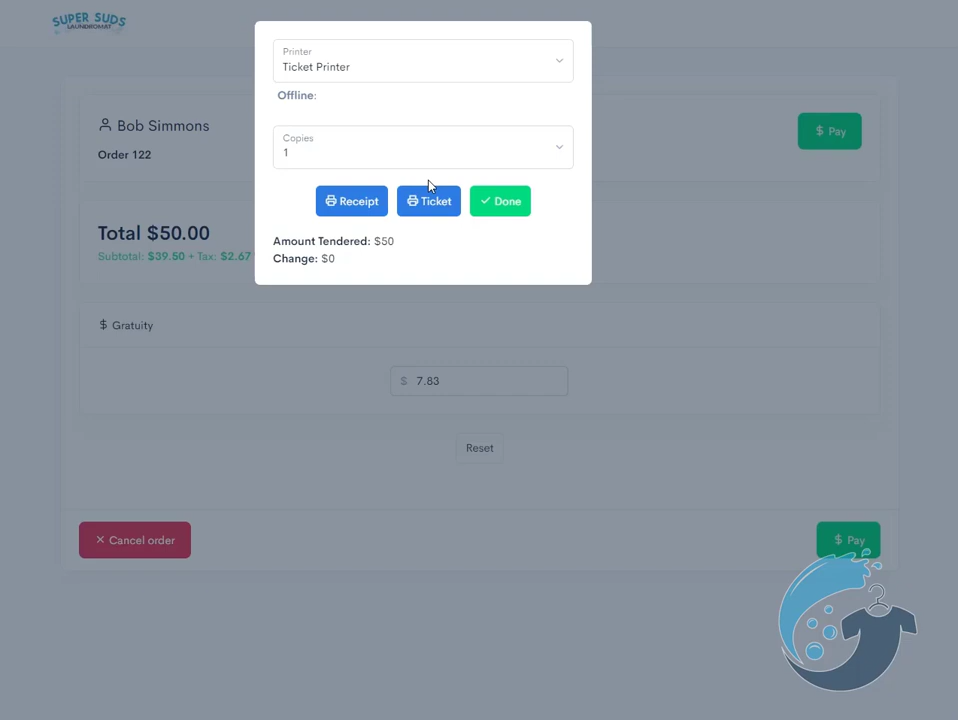 SUPER SUDS
LAUNDROMAT
Printer
Ticket Printer
Offline:
Copies
1
Receipt
Ticket
Done
Amount Tendered: $50
Change: $0
Bob Simmons
Order 122
$ Pay
Total $50.00
Subtotal: $39.50 + Tax: $2.67
$ Gratuity
$ 7.83
Reset
Cancel order
$ Pay